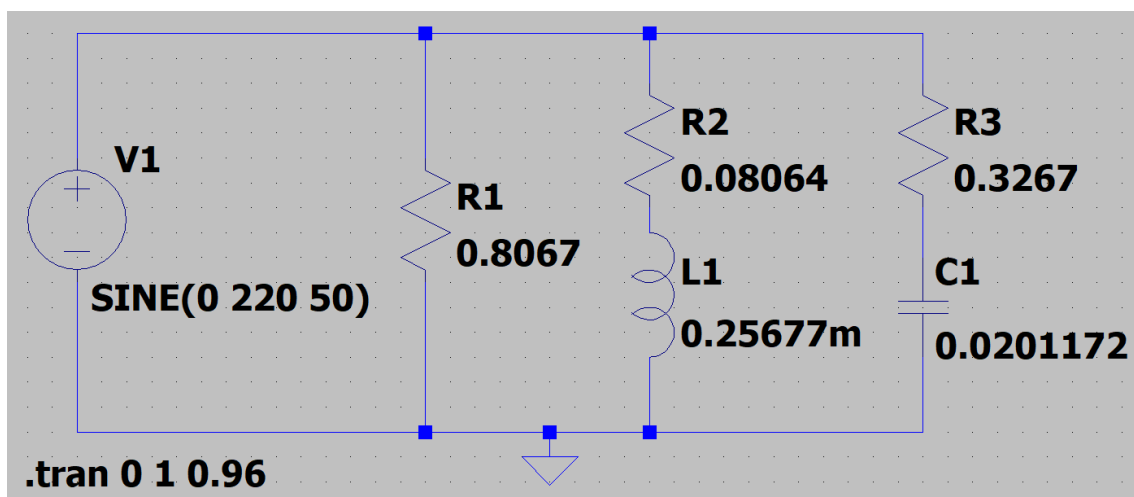 V1
SINE(0 220 50)
R1
0.8067
R2
0.08064
L1
0.25677m
R3
0.3267
C1
0.0201172
.tran 0 1 0.96